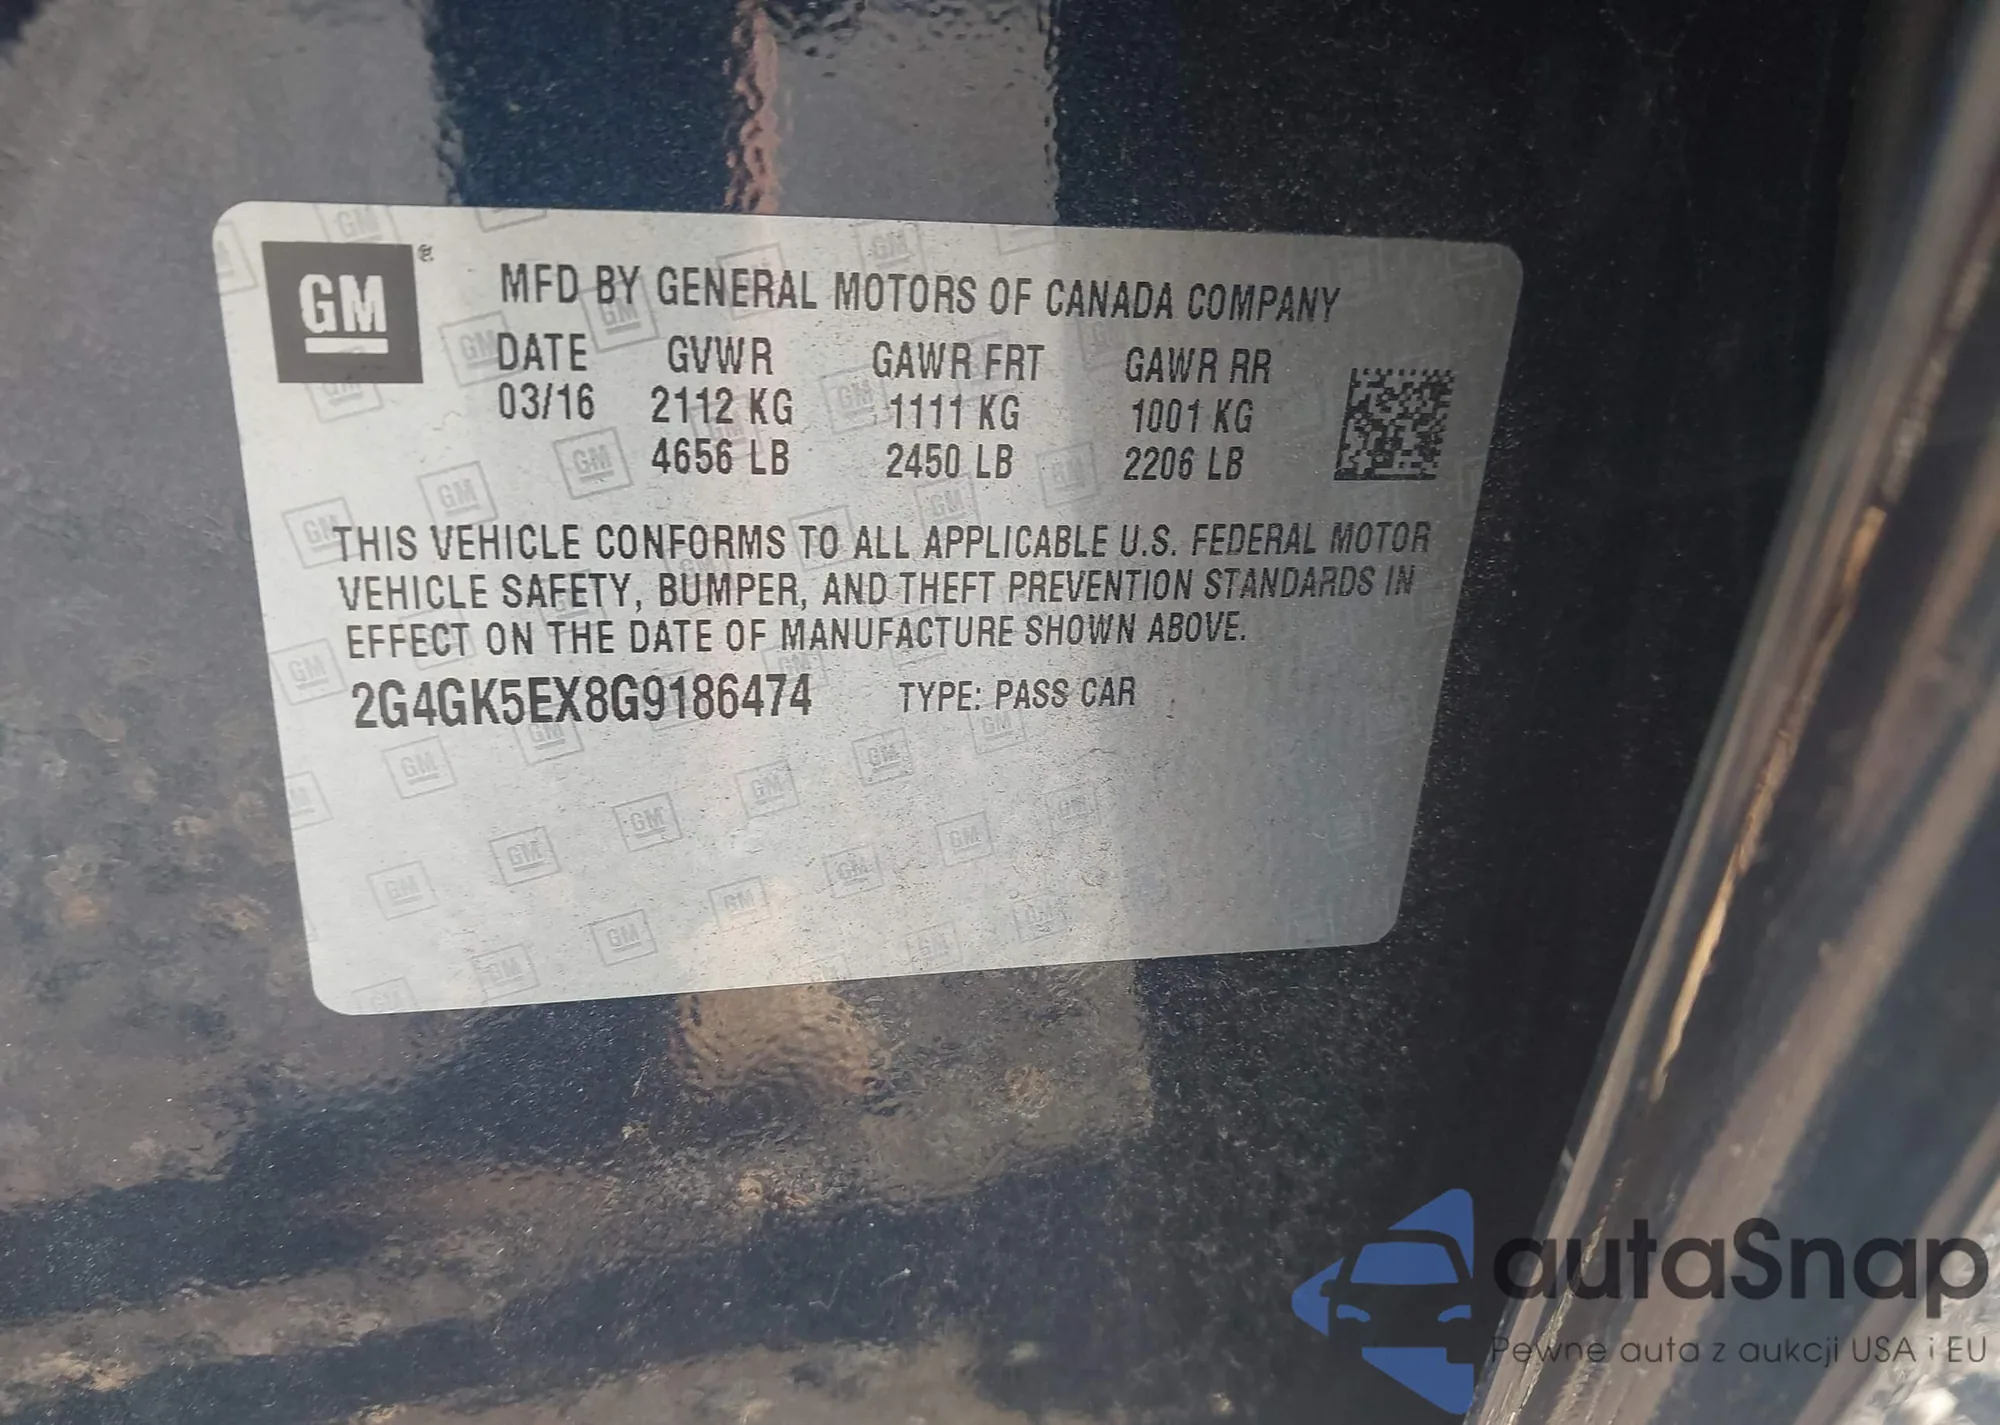 GM
MFD BY GENERAL MOTORS OF CANADA COMPANY
DATE GVWR GAWR FRT GAWR RR
03/16 2112 KG 1111 KG 1001 KG
4656 LB 2450 LB 2206 LB
THIS VEHICLE CONFORMS TO ALL APPLICABLE U.S. FEDERAL MOTOR
VEHICLE SAFETY, BUMPER, AND THEFT PREVENTION STANDARDS IN
EFFECT ON THE DATE OF MANUFACTURE SHOWN ABOVE.
2G4GK5EX8G9186474 TYPE: PASS CAR
autaSnap
Pewne auta z aukcji USA i EU